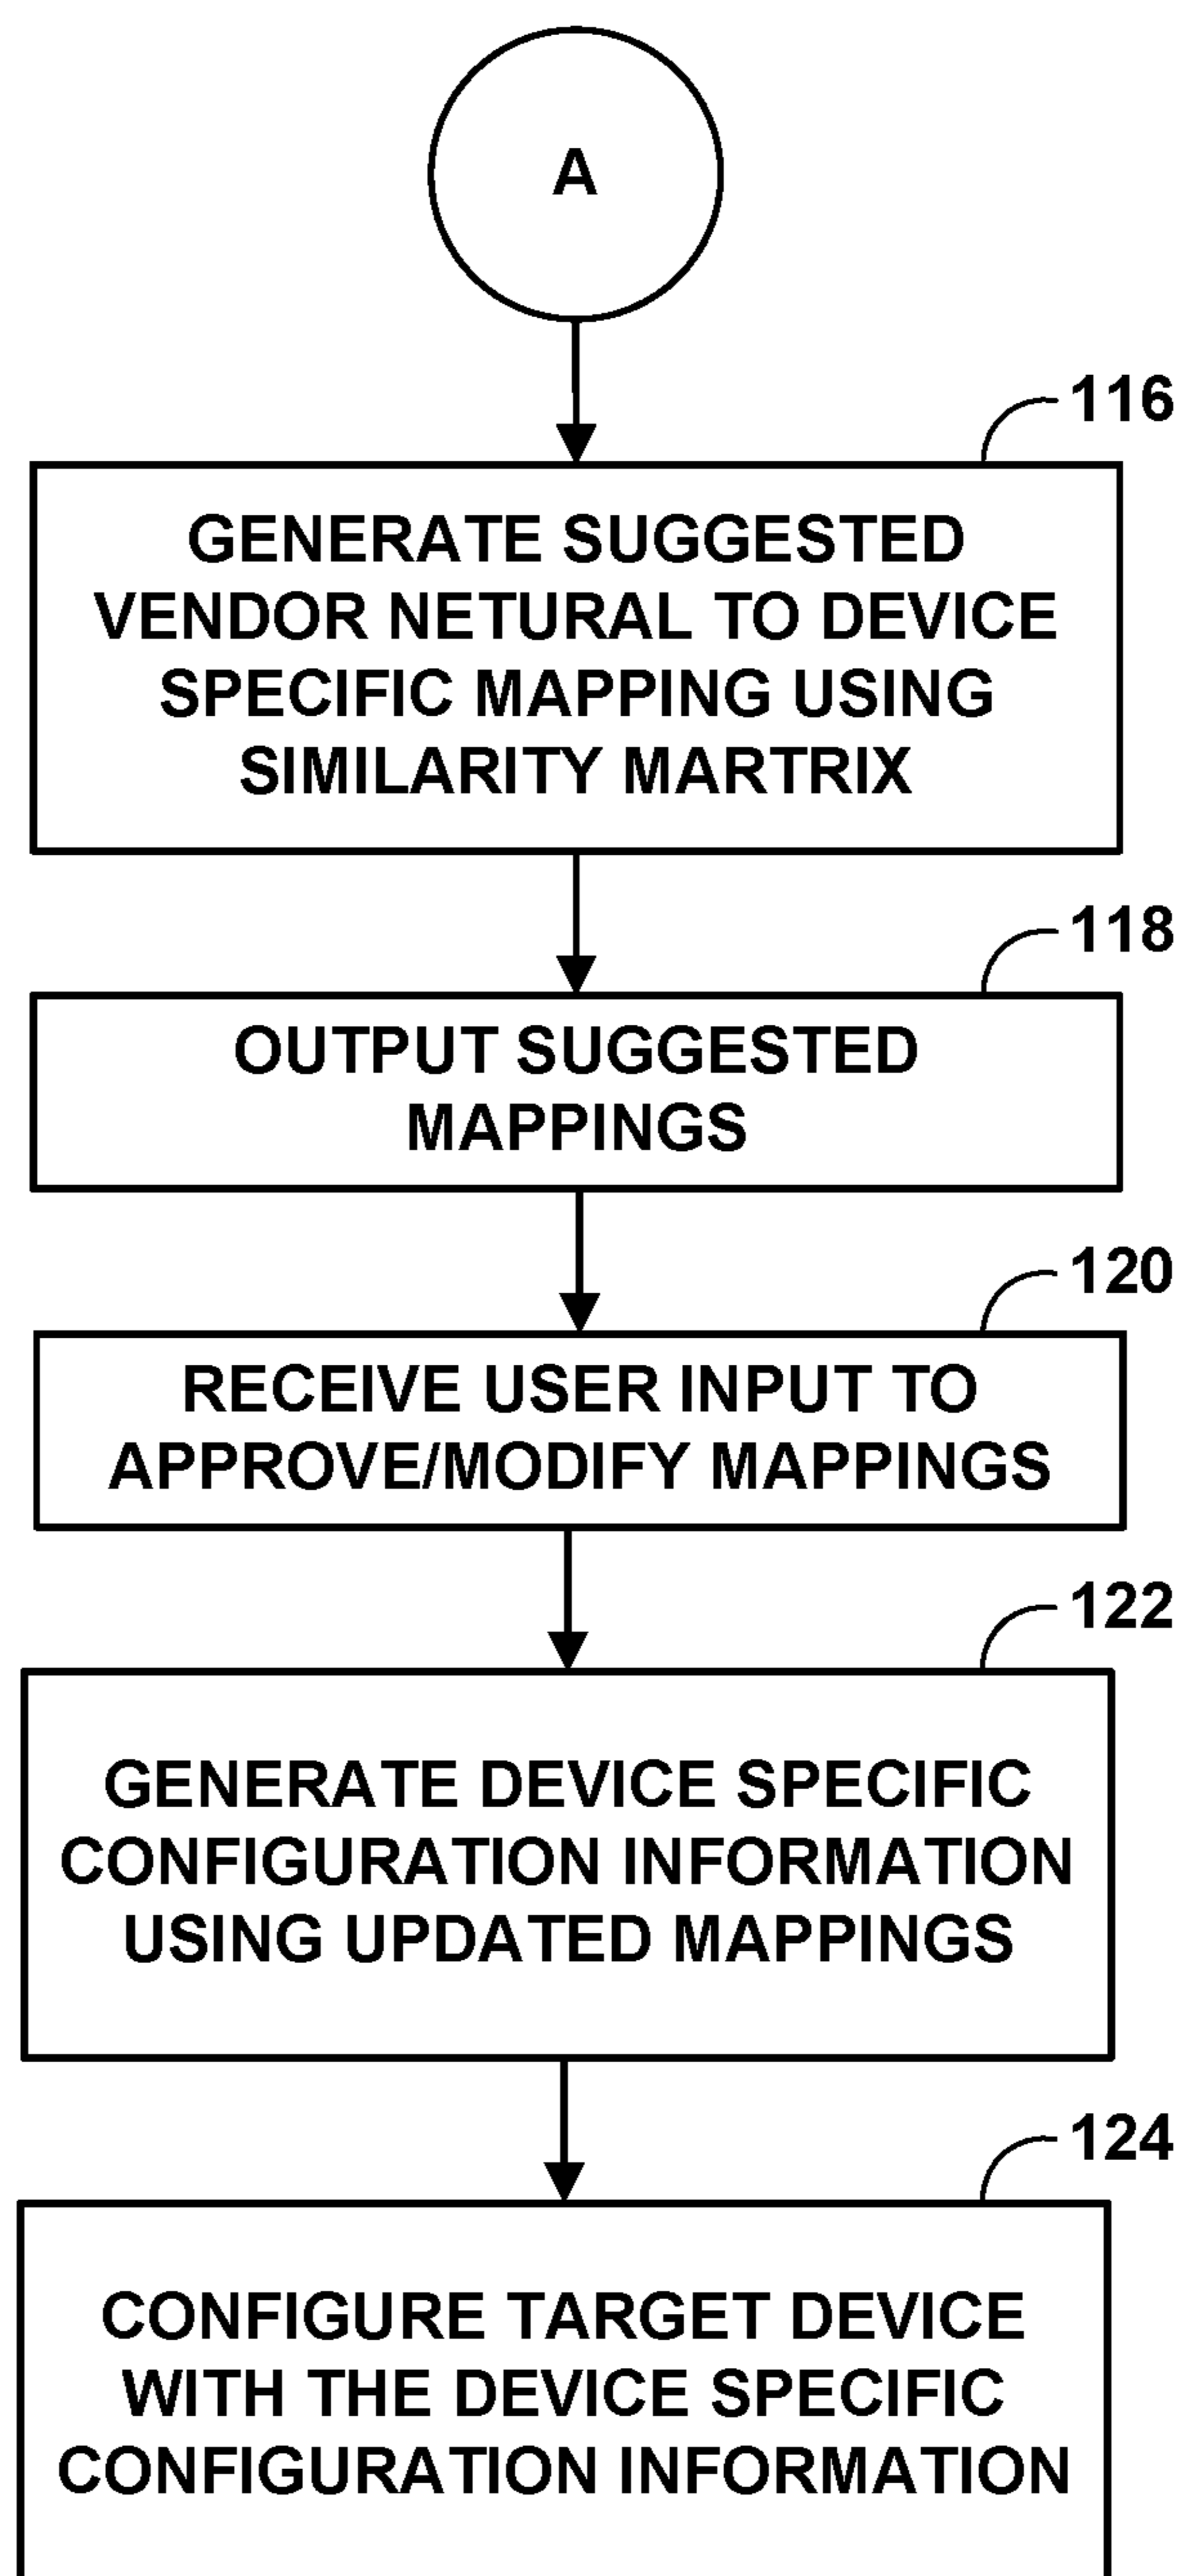 A
116
GENERATE SUGGESTED
VENDOR NETURAL TO DEVICE
SPECIFIC MAPPING USING
SIMILARITY MARTRIX
118
OUTPUT SUGGESTED
MAPPINGS
120
RECEIVE USER INPUT TO
APPROVE/MODIFY MAPPINGS
122
GENERATE DEVICE SPECIFIC
CONFIGURATION INFORMATION
USING UPDATED MAPPINGS
124
CONFIGURE TARGET DEVICE
WITH THE DEVICE SPECIFIC
CONFIGURATION INFORMATION